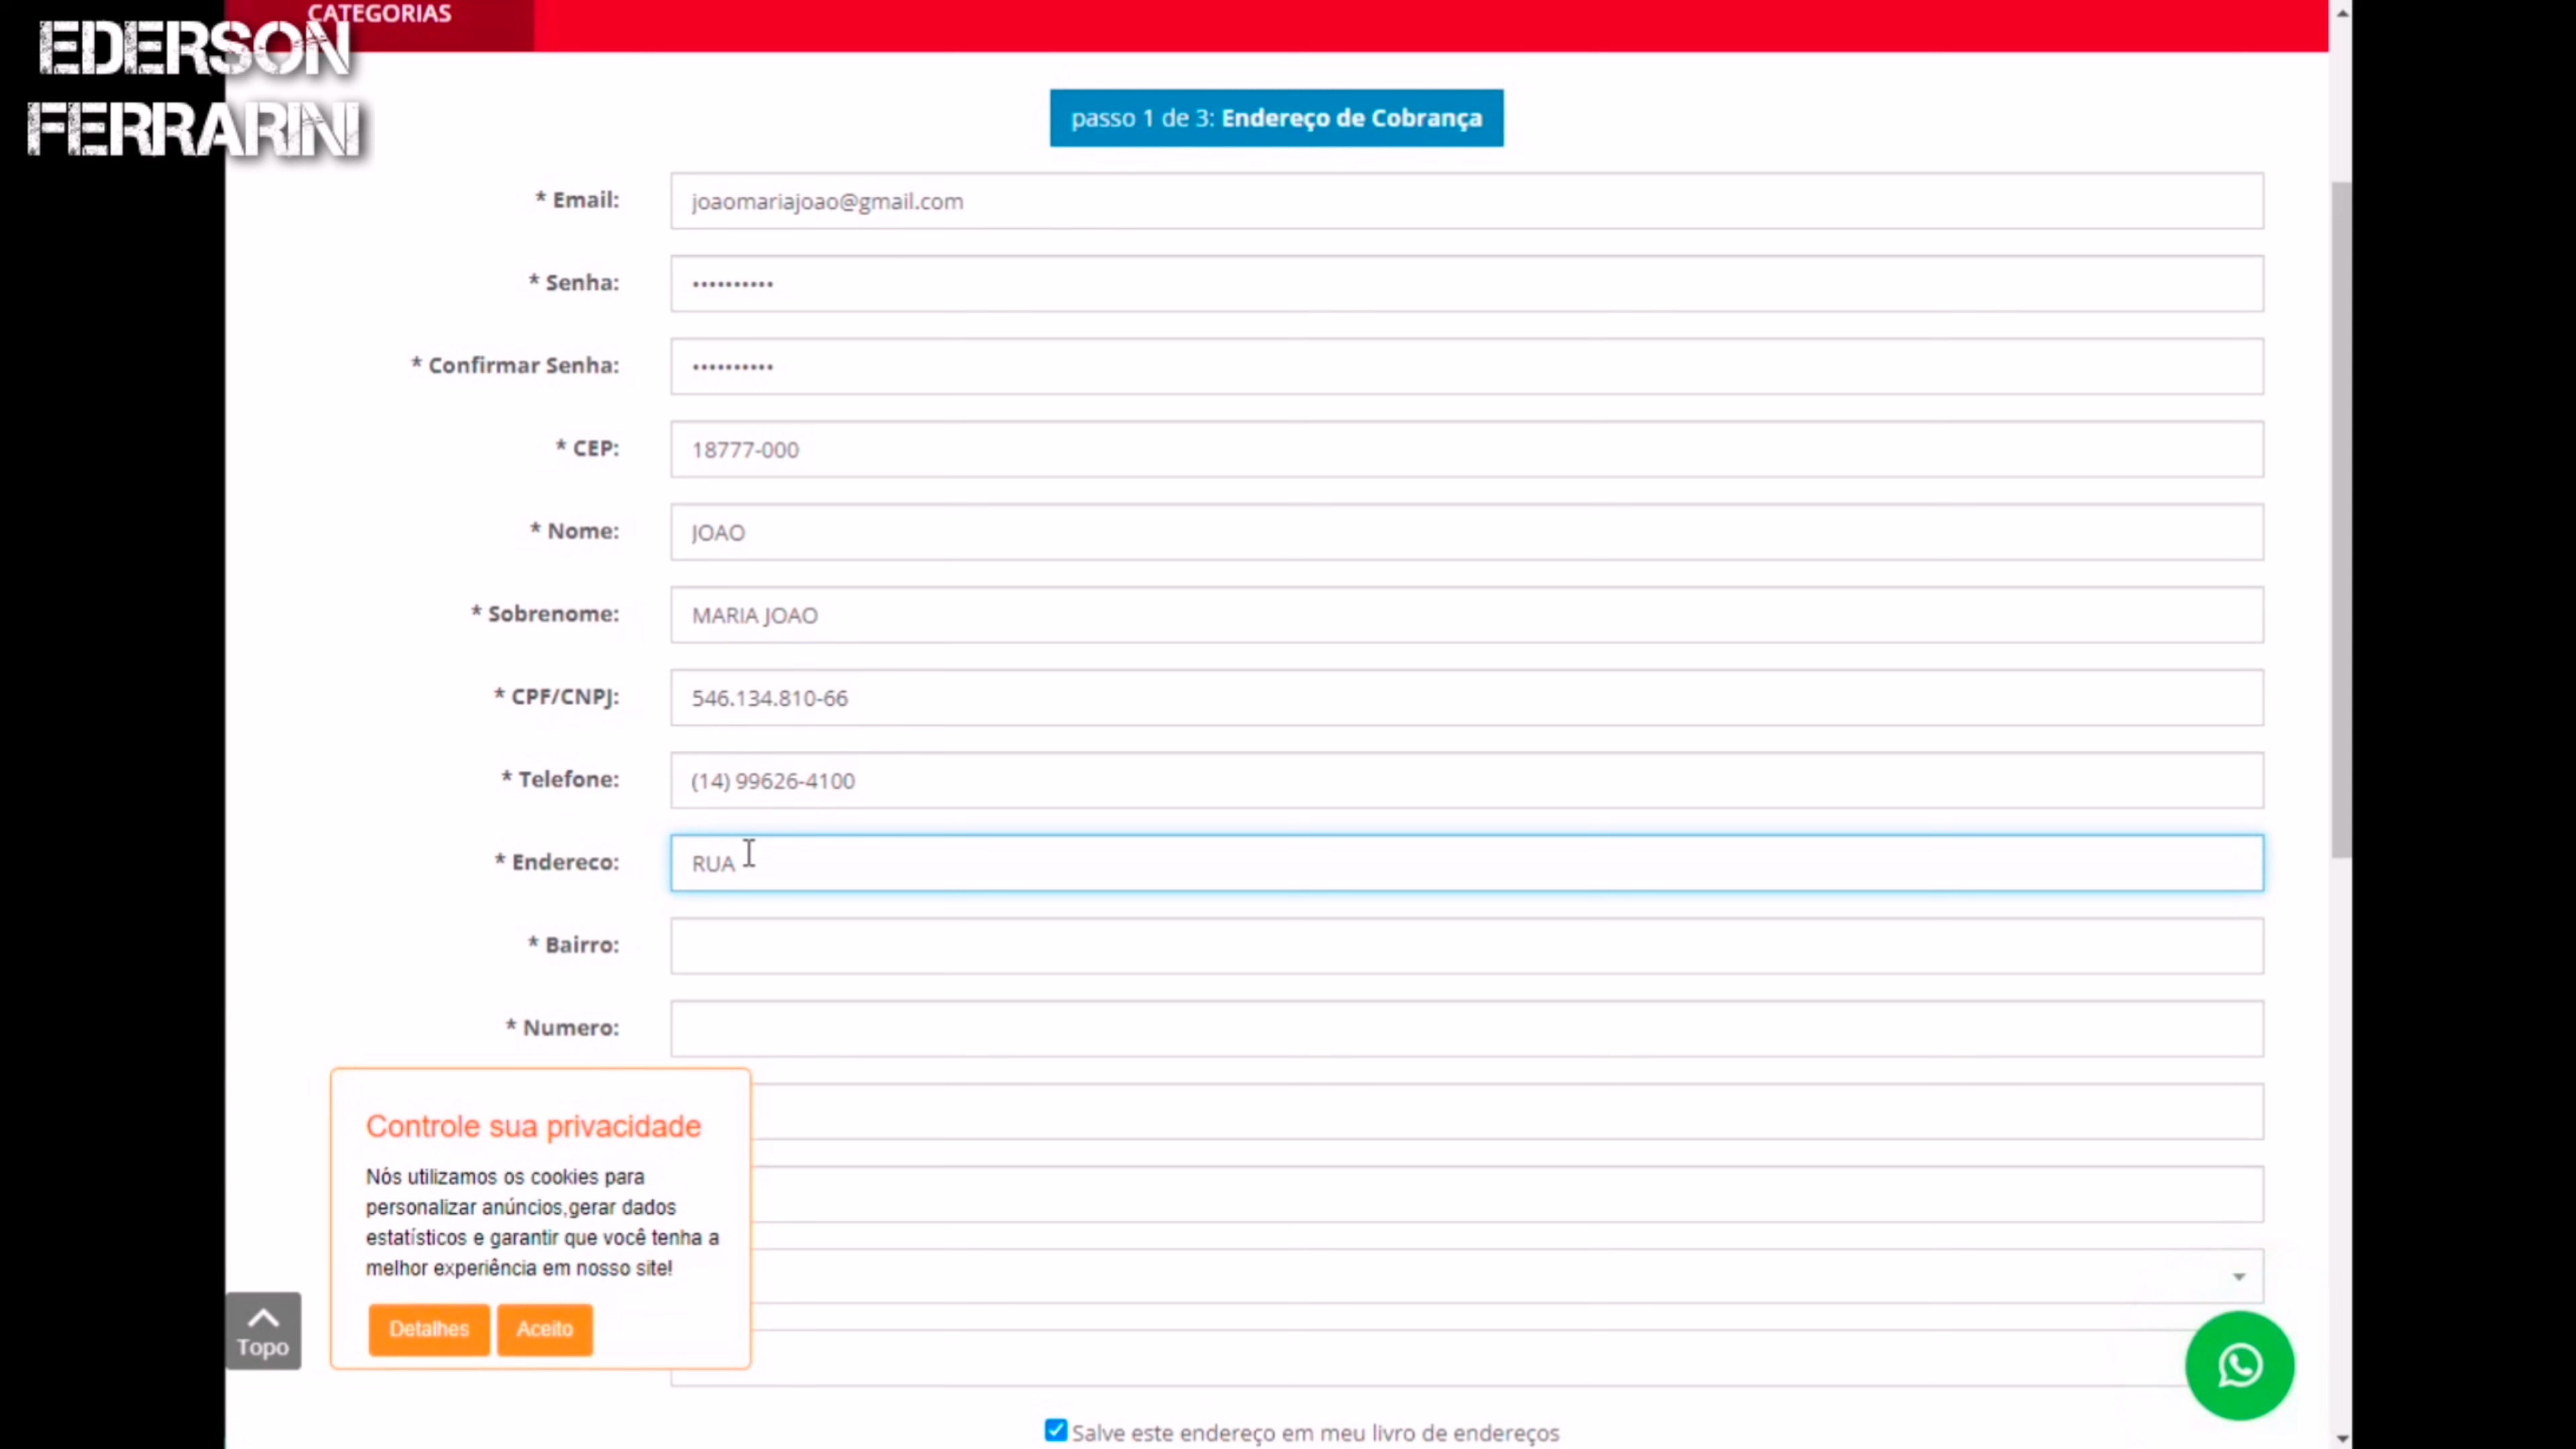 CATEGORIAS
EDERSON
FERRARINI
passo 1 de 3: Endereço de Cobrança
* Email: joaomariajoao@gmail.com
* Senha: ••••••••••
* Confirmar Senha: ••••••••••
* CEP: 18777-000
* Nome: JOAO
* Sobrenome: MARIA JOAO
* CPF/CNPJ: 546.134.810-66
* Telefone: (14) 99626-4100
* Endereco: RUA
* Bairro:
* Numero:
Controle sua privacidade
Nós utilizamos os cookies para
personalizar anúncios,gerar dados
estatísticos e garantir que você tenha a
melhor experiência em nosso site!
Detalhes Aceito
Topo
Salve este endereço em meu livro de endereços